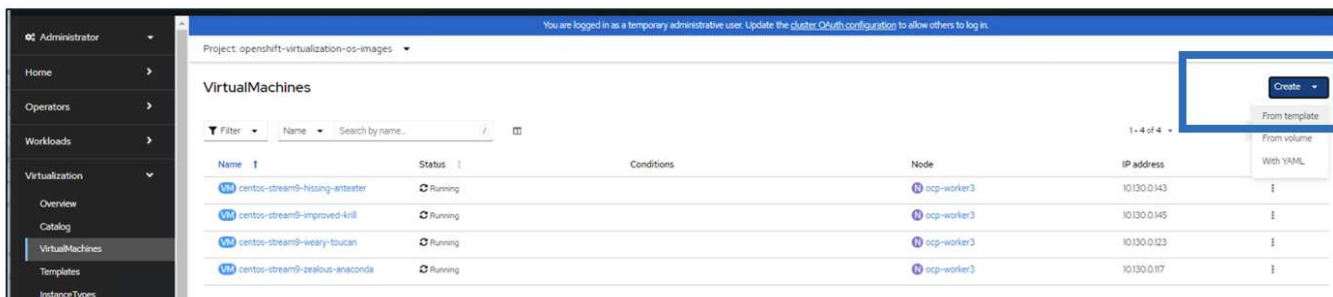 You are logged in as a temporary administrative user. Update the cluster OAuth configuration to allow others to log in.
Administrator
Project: openshift-virtualization-os-images
Home
VirtualMachines
Create
Operators
From template
Filter Name Search by name... / 1 - 4 of 4
Workloads
From volume
With YAML
Name Status Conditions Node IP address
Virtualization
VM centos-stream9-hissing-anteater Running N ocp-worker3 10.130.0.143
Overview
VM centos-stream9-improved-krill Running N ocp-worker3 10.130.0.145
Catalog
VM centos-stream9-weary-toucan Running N ocp-worker3 10.130.0.123
VirtualMachines
VM centos-stream9-zealous-anaconda Running N ocp-worker3 10.130.0.117
Templates
InstanceTypes